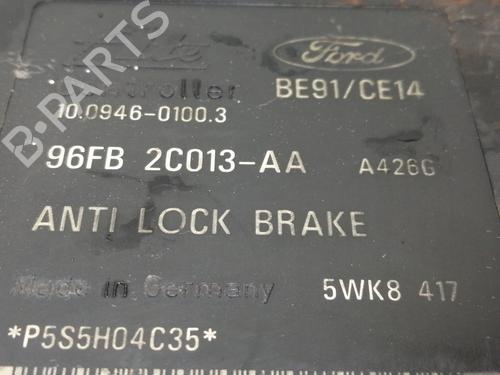 B-PARTS
Ford
Controller
BE91/CE14
10.0946-0100.3
96FB 2C013-AA A426G
ANTI LOCK BRAKE
Made in Germany 5WK8 417
*P5S5H04C35*